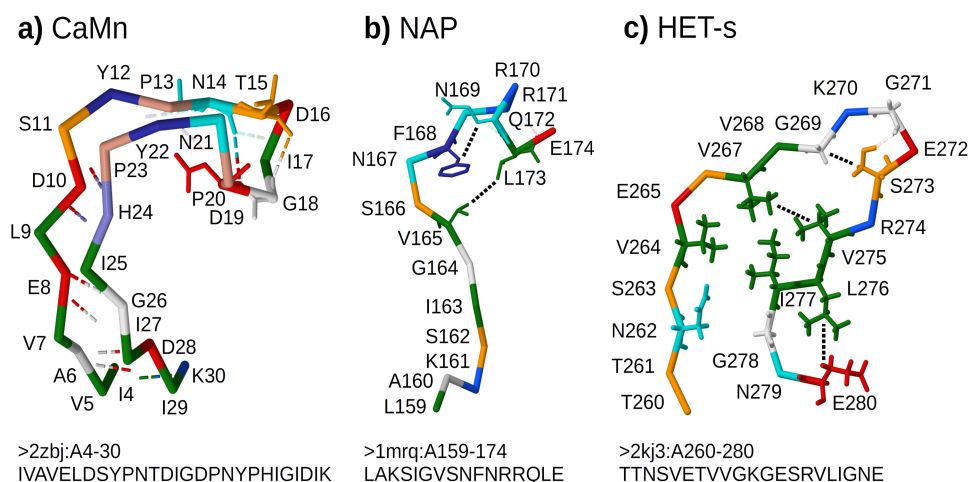 a) CaMn
b) NAP
c) HET-s
Y12
P13
N14
T15
S11
D16
N21
Y22
P23
I17
D10
P20
D19
G18
H24
L9
I25
E8
G26
I27
V7
D28
A6
K30
I4
V5
I29
R170
N169
R171
Q172
F168
E174
N167
L173
S166
V165
G164
I163
S162
K161
A160
L159
G271
K270
V268
G269
E272
V267
S273
E265
R274
V264
V275
S263
L276
I277
N262
G278
T261
N279
T260
E280
>2zbj:A4-30
IVAVELDSYPNTDIGDPNYPHIGIDIK
>1mrq:A159-174
LAKSIGVSNFNRRQLE
>2kj3:A260-280
TTNSVETVVGKGESRVLIGNE